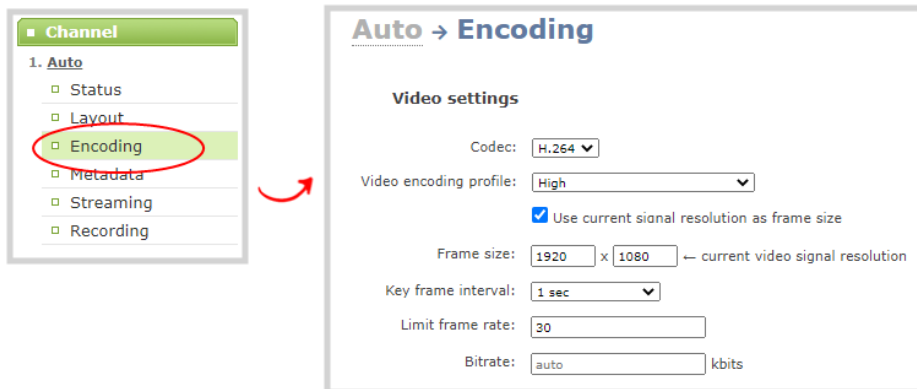 Channel
1. Auto
Status
Layout
Encoding
Metadata
Streaming
Recording
Auto → Encoding
Video settings
Codec: H.264
Video encoding profile: High
Use current signal resolution as frame size
Frame size: 1920 x 1080 ← current video signal resolution
Key frame interval: 1 sec
Limit frame rate: 30
Bitrate: auto kbits